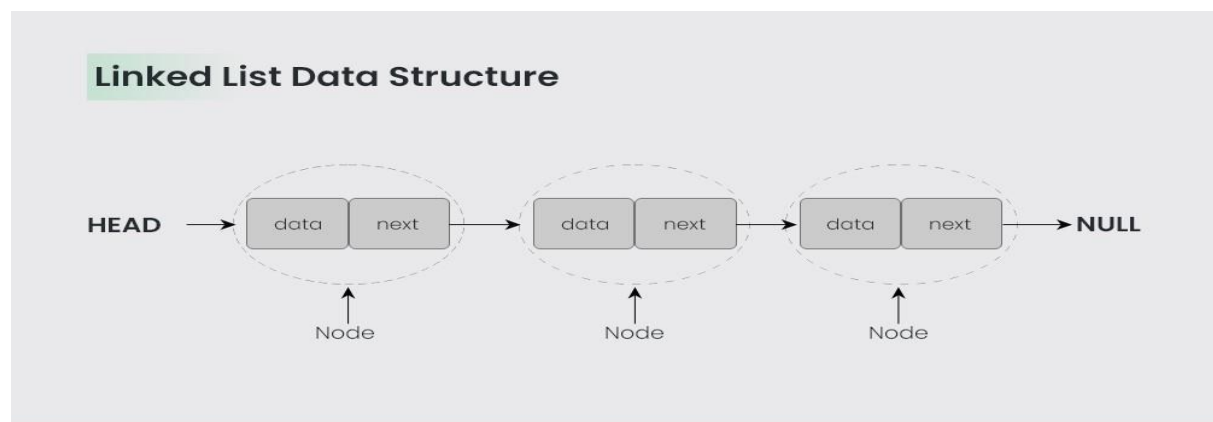 Linked List Data Structure
HEAD data next data next data next NULL
Node Node Node